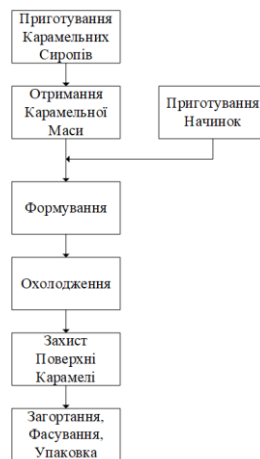 Приготування
Карамельних
Сиропів
Отримання
Карамельної
Маси
Приготування
Начинок
Формування
Охолодження
Захист
Поверхні
Карамелі
Загортання,
Фасування,
Упаковка